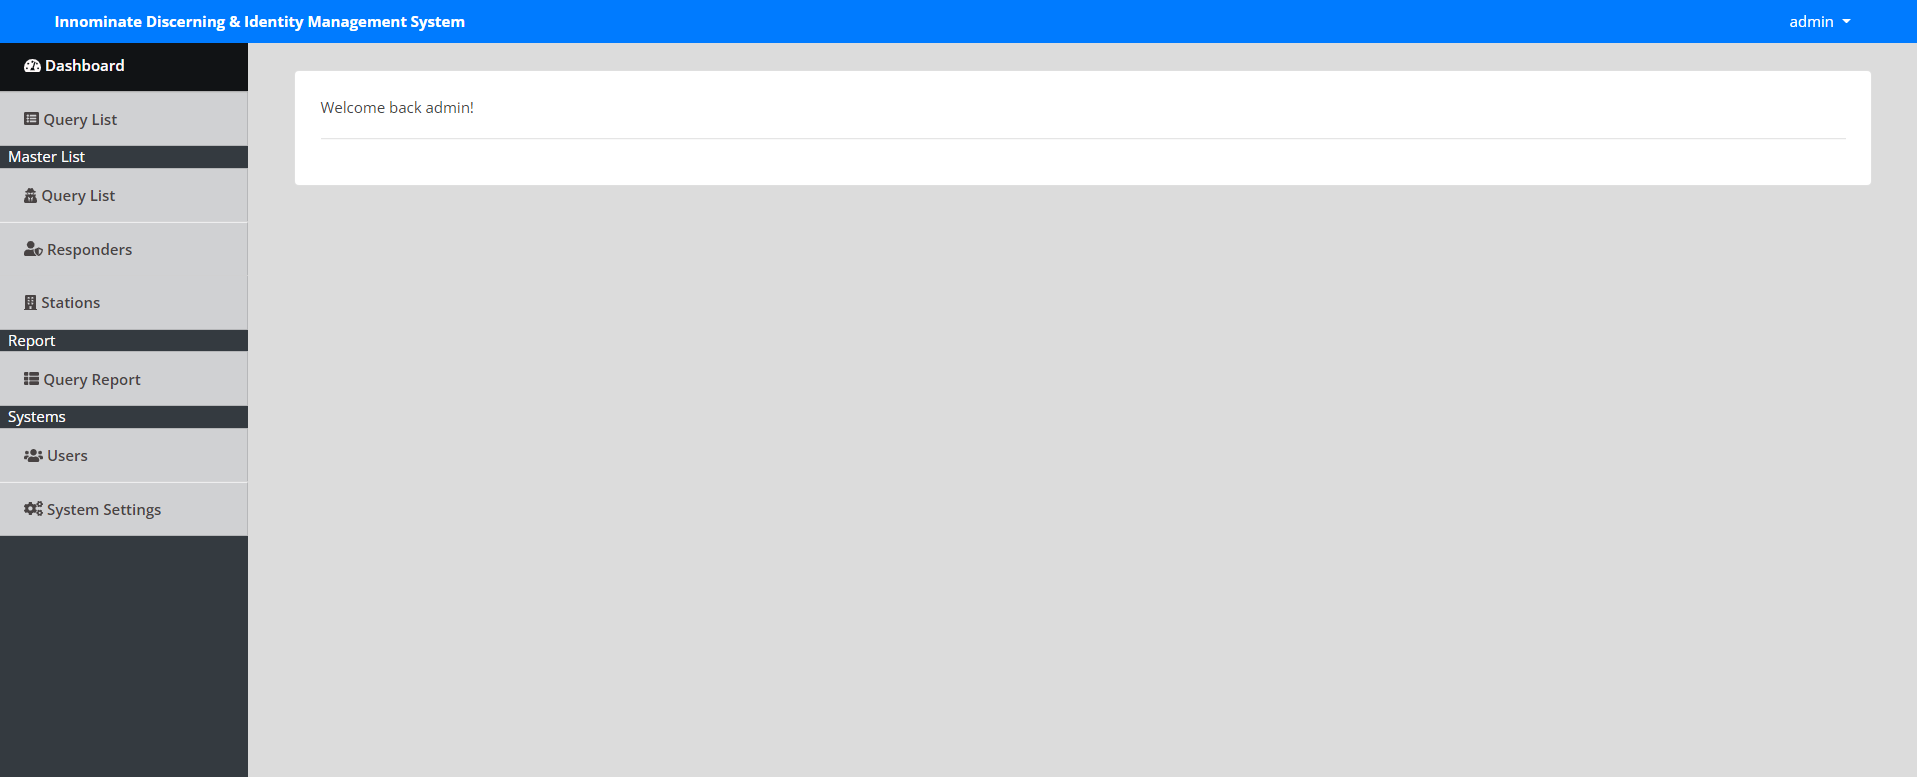 Innominate Discerning & Identity Management System
admin
Dashboard
Query List
Master List
Query List
Responders
Stations
Report
Query Report
Systems
Users
System Settings
Welcome back admin!